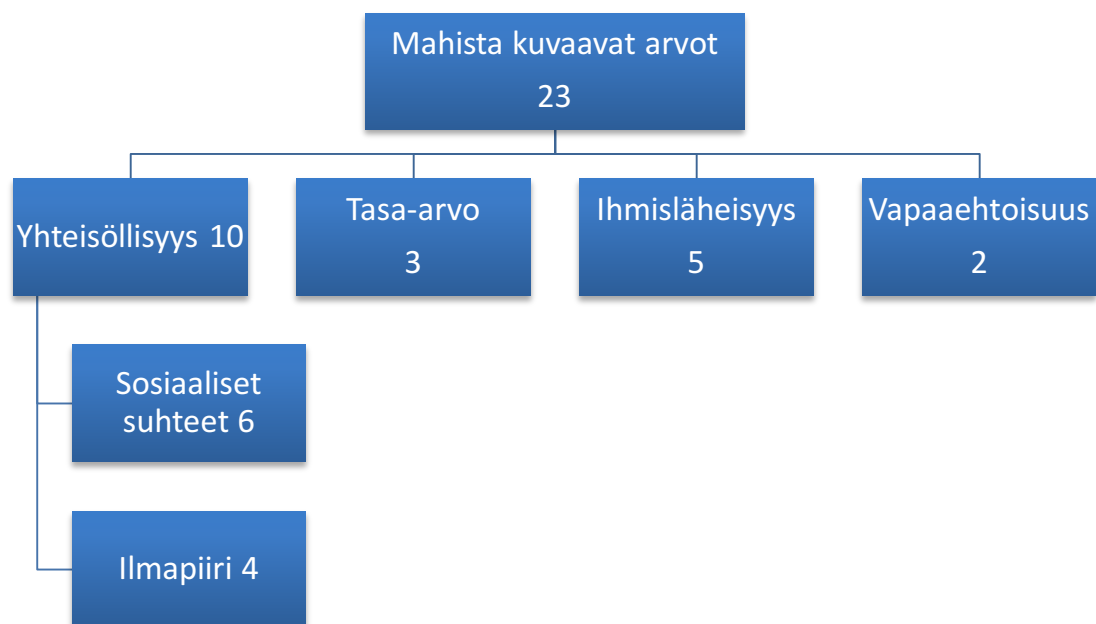 Mahista kuvaavat arvot
23
Yhteisöllisyys 10
Tasa-arvo
3
Ihmisläheisyys
5
Vapaaehtoisuus
2
Sosiaaliset
suhteet 6
Ilmapiiri 4